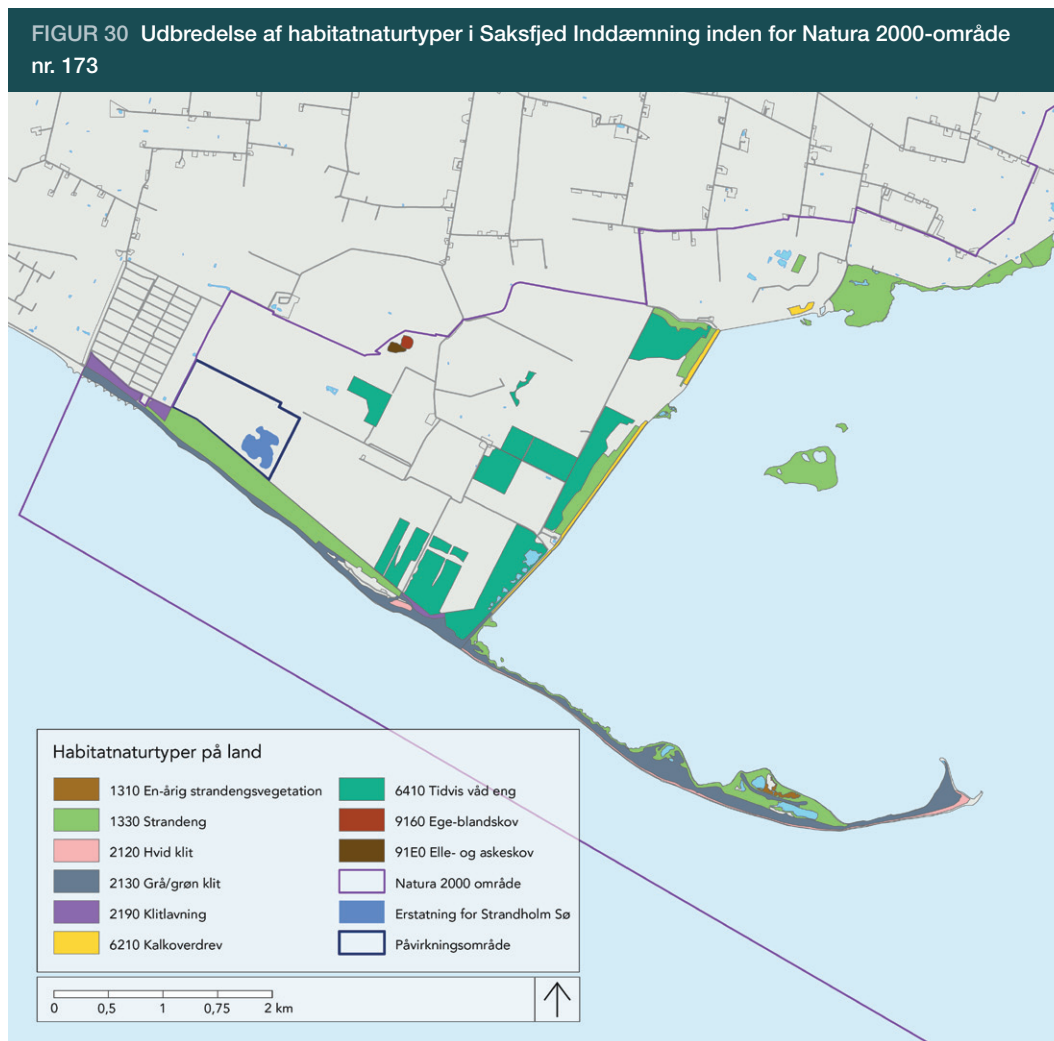 FIGUR 30 Udbredelse af habitatnaturtyper i Saksfjed Inddæmning inden for Natura 2000-område
nr. 173
Habitatnaturtyper på land
1310 En-årig strandengsvegetation
1330 Strandeng
2120 Hvid klit
2130 Grå/grøn klit
2190 Klitlavning
6210 Kalkoverdrev
6410 Tidvis våd eng
9160 Ege-blandskov
91E0 Elle- og askeskov
Natura 2000 område
Erstatning for Strandholm Sø
Påvirkningsområde
0 0,5 1 0,75 2 km